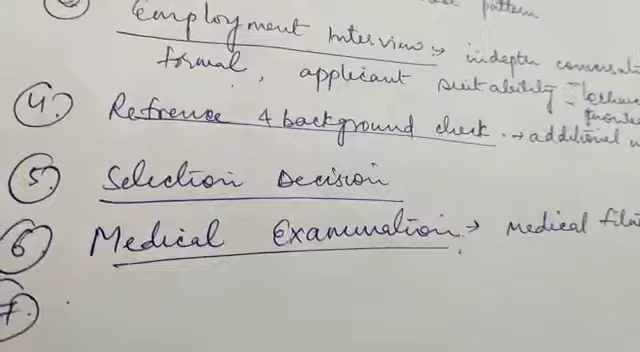 pattern
Employment Interview → indepth
formal, applicant suitability -
4. Refrence & background check. → additional
5. Selection Decision
6 Medical Examination → Medical
7.